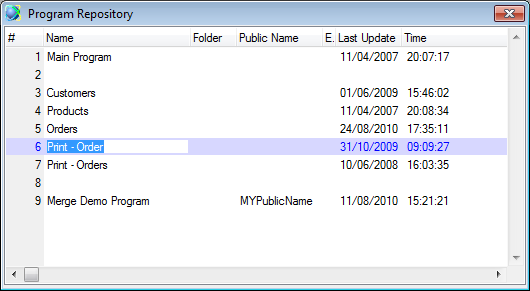 Program Repository
# Name Folder Public Name E. Last Update Time
1 Main Program 11/04/2007 20:07:17
2
3 Customers 01/06/2009 15:46:02
4 Products 11/04/2007 20:08:34
5 Orders 24/08/2010 17:35:11
6 Print - Order 31/10/2009 09:09:27
7 Print - Orders 10/06/2008 16:03:35
8
9 Merge Demo Program MYPublicName 11/08/2010 15:21:21